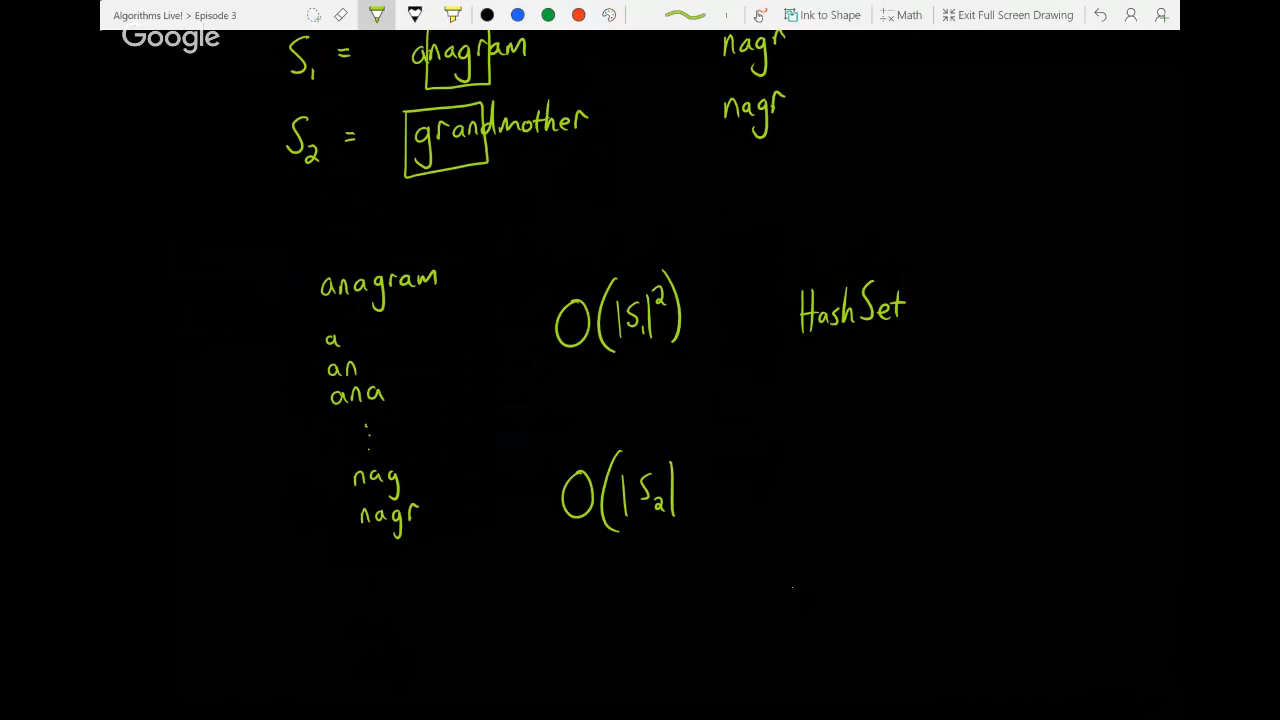 Algorithms Live! > Episode 3
Ink to Shape
Math
Exit Full Screen Drawing
Google
S1 = anagram nagr
S2 = grandmother nagr
anagram O(|S1|^2) HashSet
a
an
ana
⋮
nag
nagr
O(|S2|